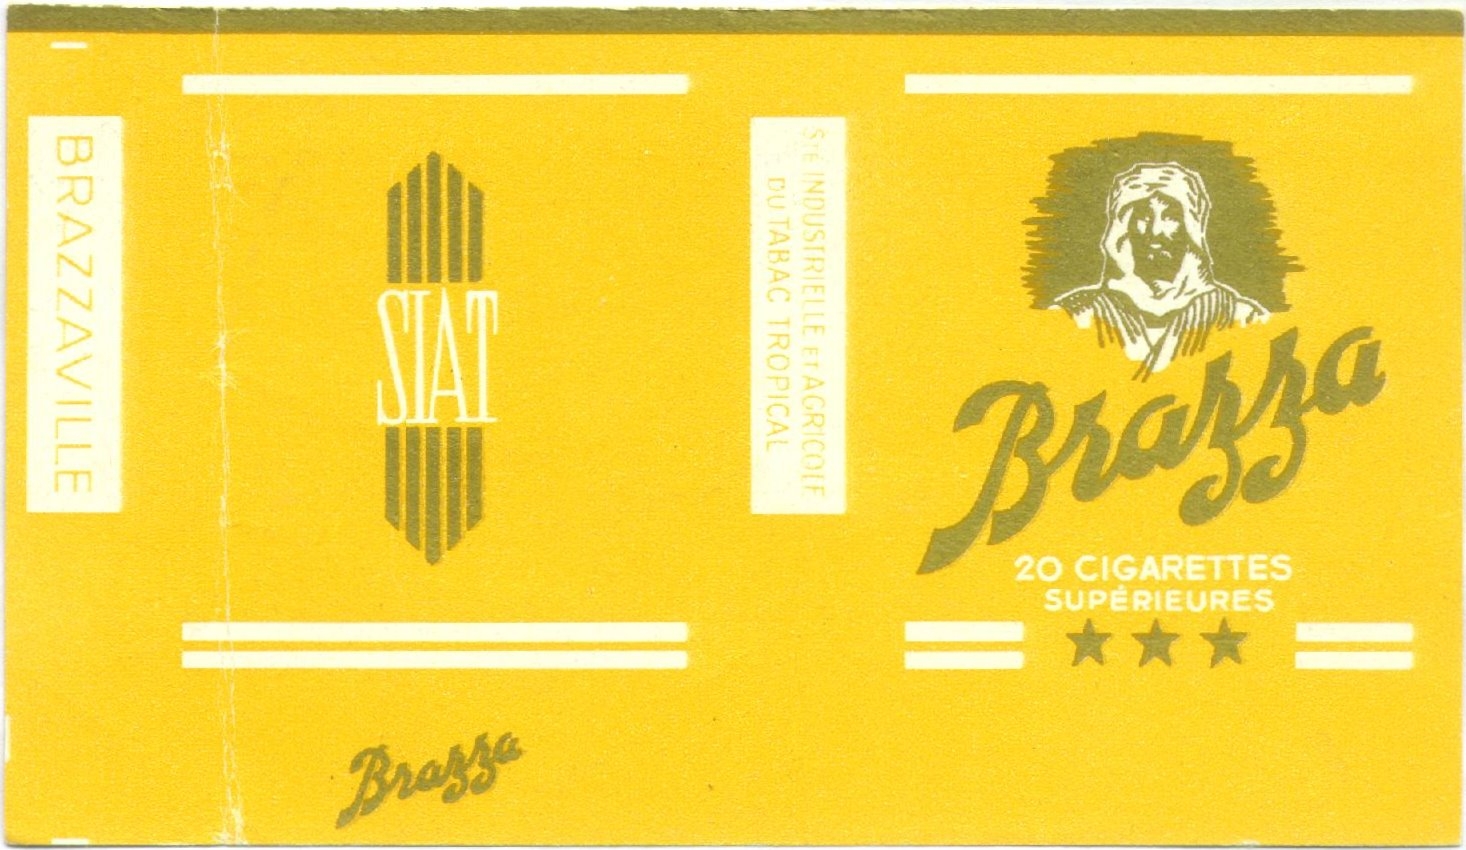 BRAZZAVILLE
SIAT
Brazza
STÉ INDUSTRIELLE ET AGRICOLE
DU TABAC TROPICAL
Brazza
20 CIGARETTES
SUPÉRIEURES